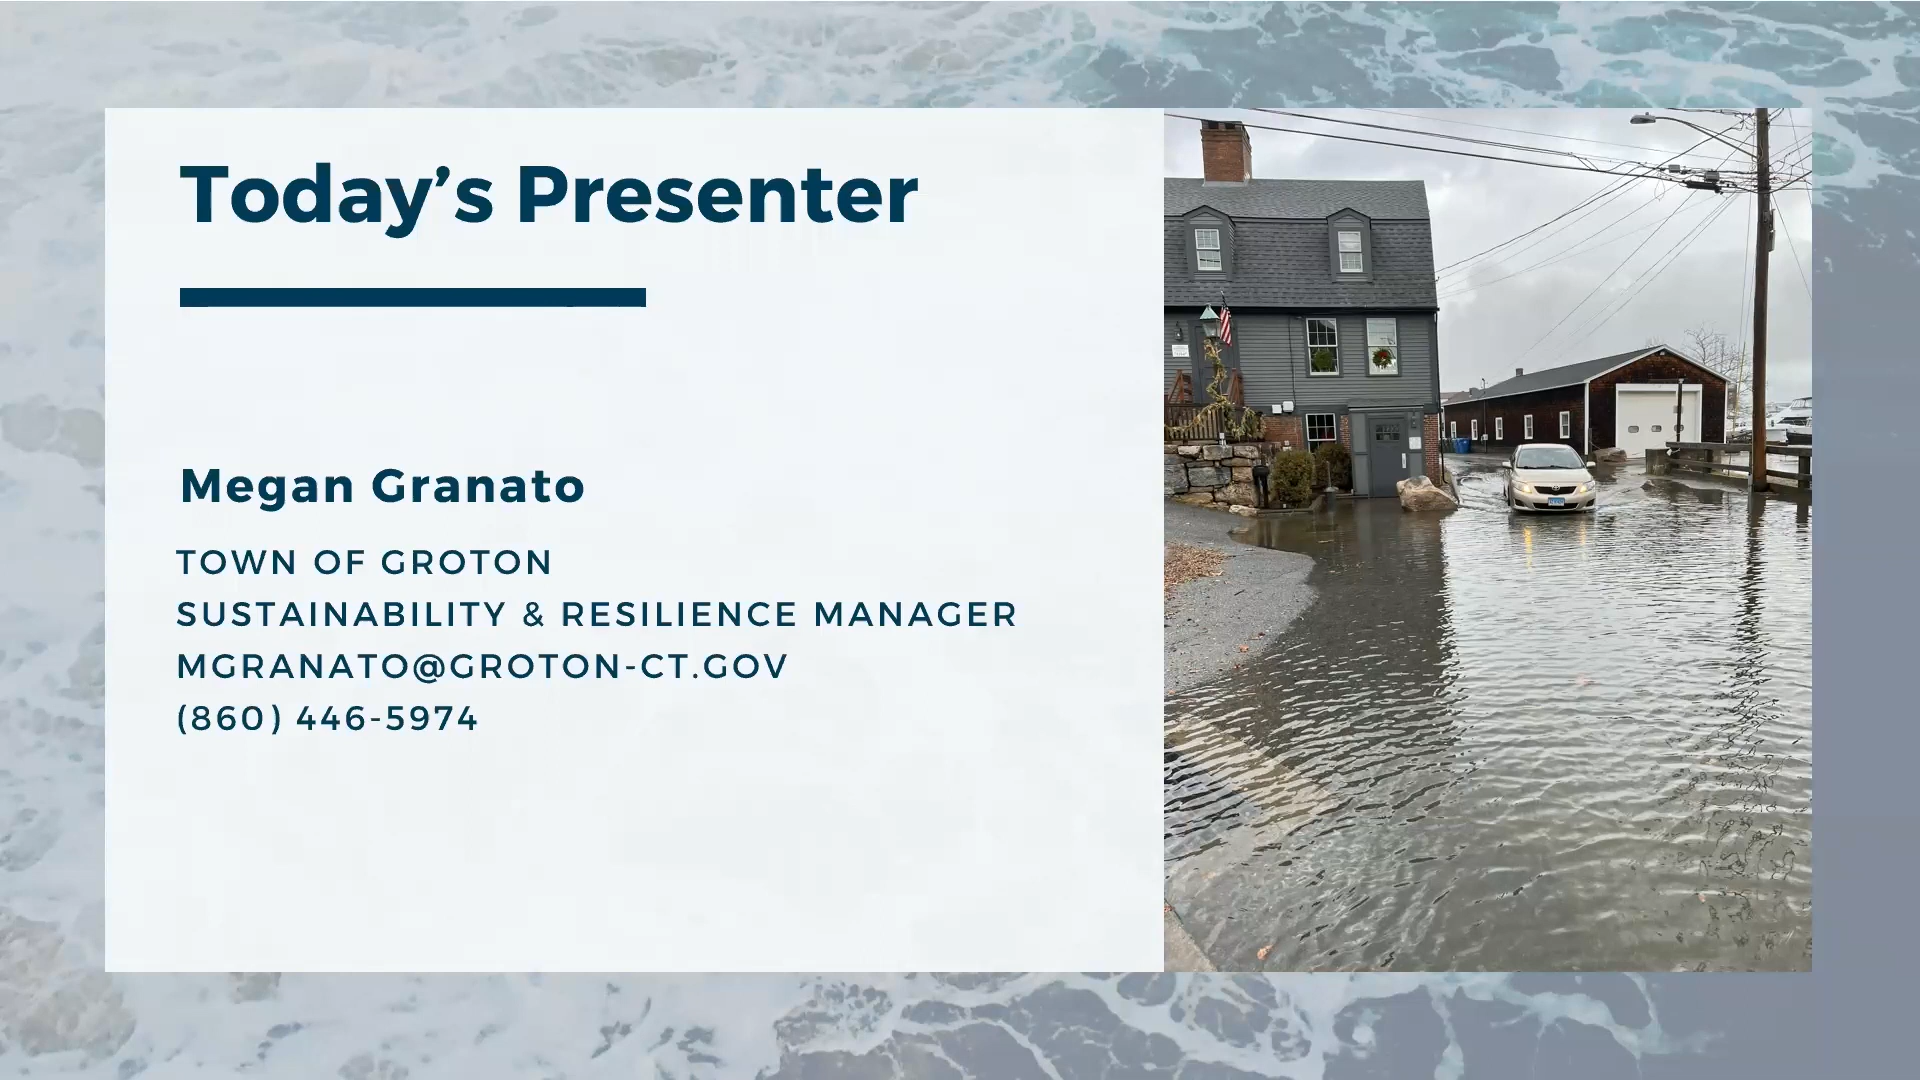 Today’s Presenter
Megan Granato
TOWN OF GROTON
SUSTAINABILITY & RESILIENCE MANAGER
MGRANATO@GROTON-CT.GOV
(860) 446-5974